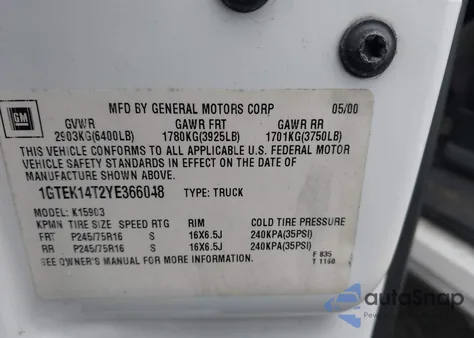 MFD BY GENERAL MOTORS CORP 05/00
GM
GVWR GAWR FRT GAWR RR
2903KG(6400LB) 1780KG(3925LB) 1701KG(3750LB)
THIS VEHICLE CONFORMS TO ALL APPLICABLE U.S. FEDERAL MOTOR
VEHICLE SAFETY STANDARDS IN EFFECT ON THE DATE OF
MANUFACTURE SHOWN ABOVE.
1GTEK14T2YE366048 TYPE: TRUCK
MODEL: K15903
KPMN TIRE SIZE SPEED RTG RIM COLD TIRE PRESSURE
FRT P245/75R16 S 16X6.5J 240KPA(35PSI)
RR P245/75R16 S 16X6.5J 240KPA(35PSI)
SEE OWNER'S MANUAL FOR MORE INFORMATION.
F 835
T 1160
autoSnap